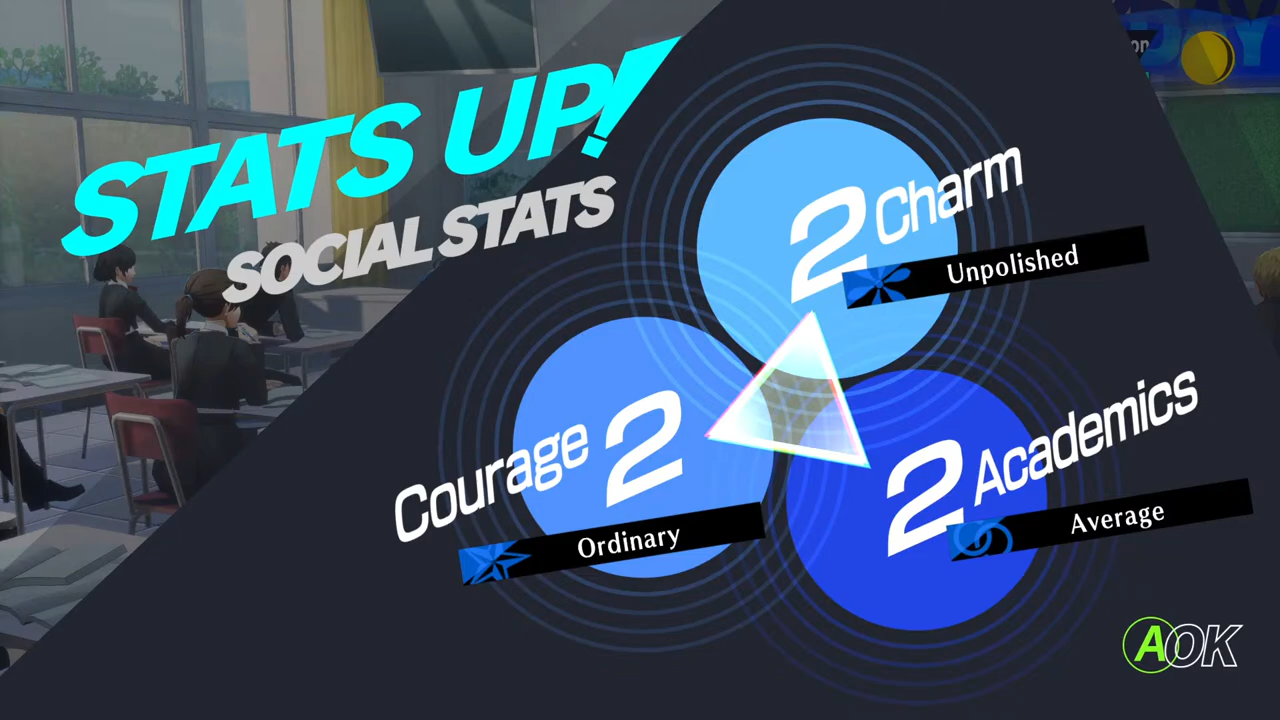 STATS UP!
SOCIAL STATS
2 Charm
Unpolished
Courage 2
Ordinary
2 Academics
Average
A OK